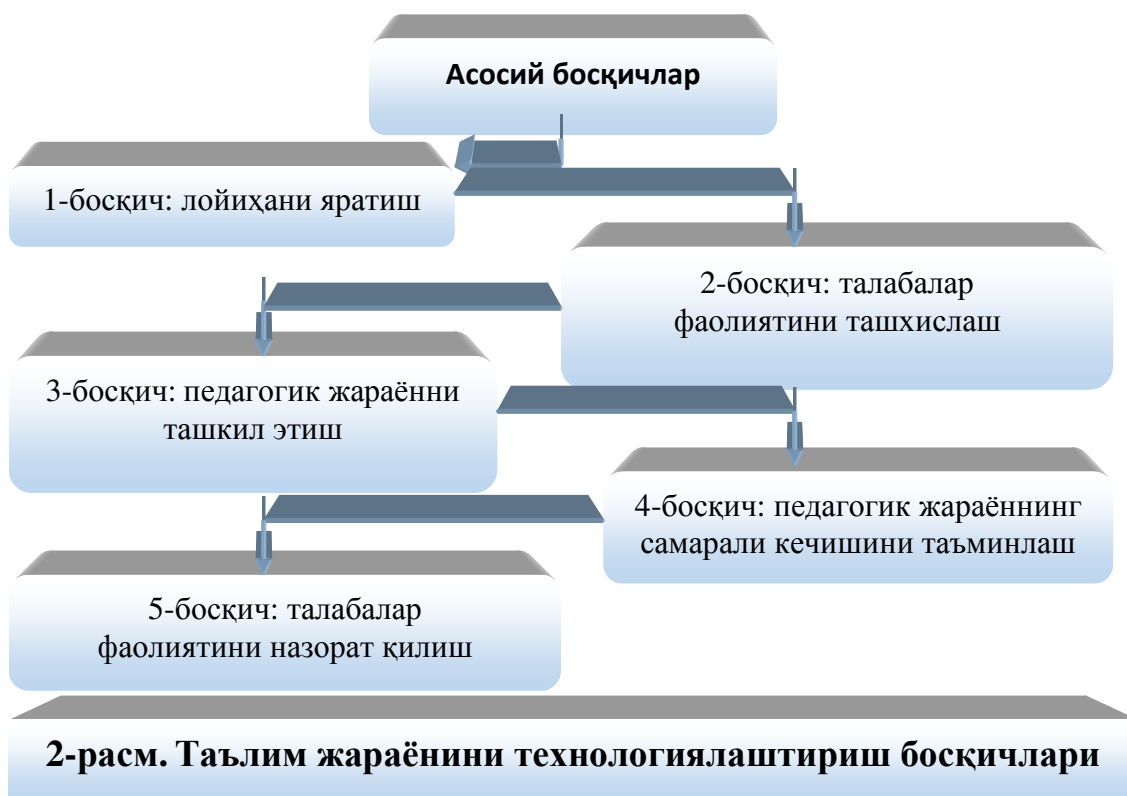 Асосий босқичлар
1-босқич: лойиҳани яратиш
2-босқич: талабалар
фаолиятини ташхислаш
3-босқич: педагогик жараённи
ташкил этиш
4-босқич: педагогик жараённинг
самарали кечишини таъминлаш
5-босқич: талабалар
фаолиятини назорат қилиш
2-расм. Таълим жараёнини технологиялаштириш босқичлари